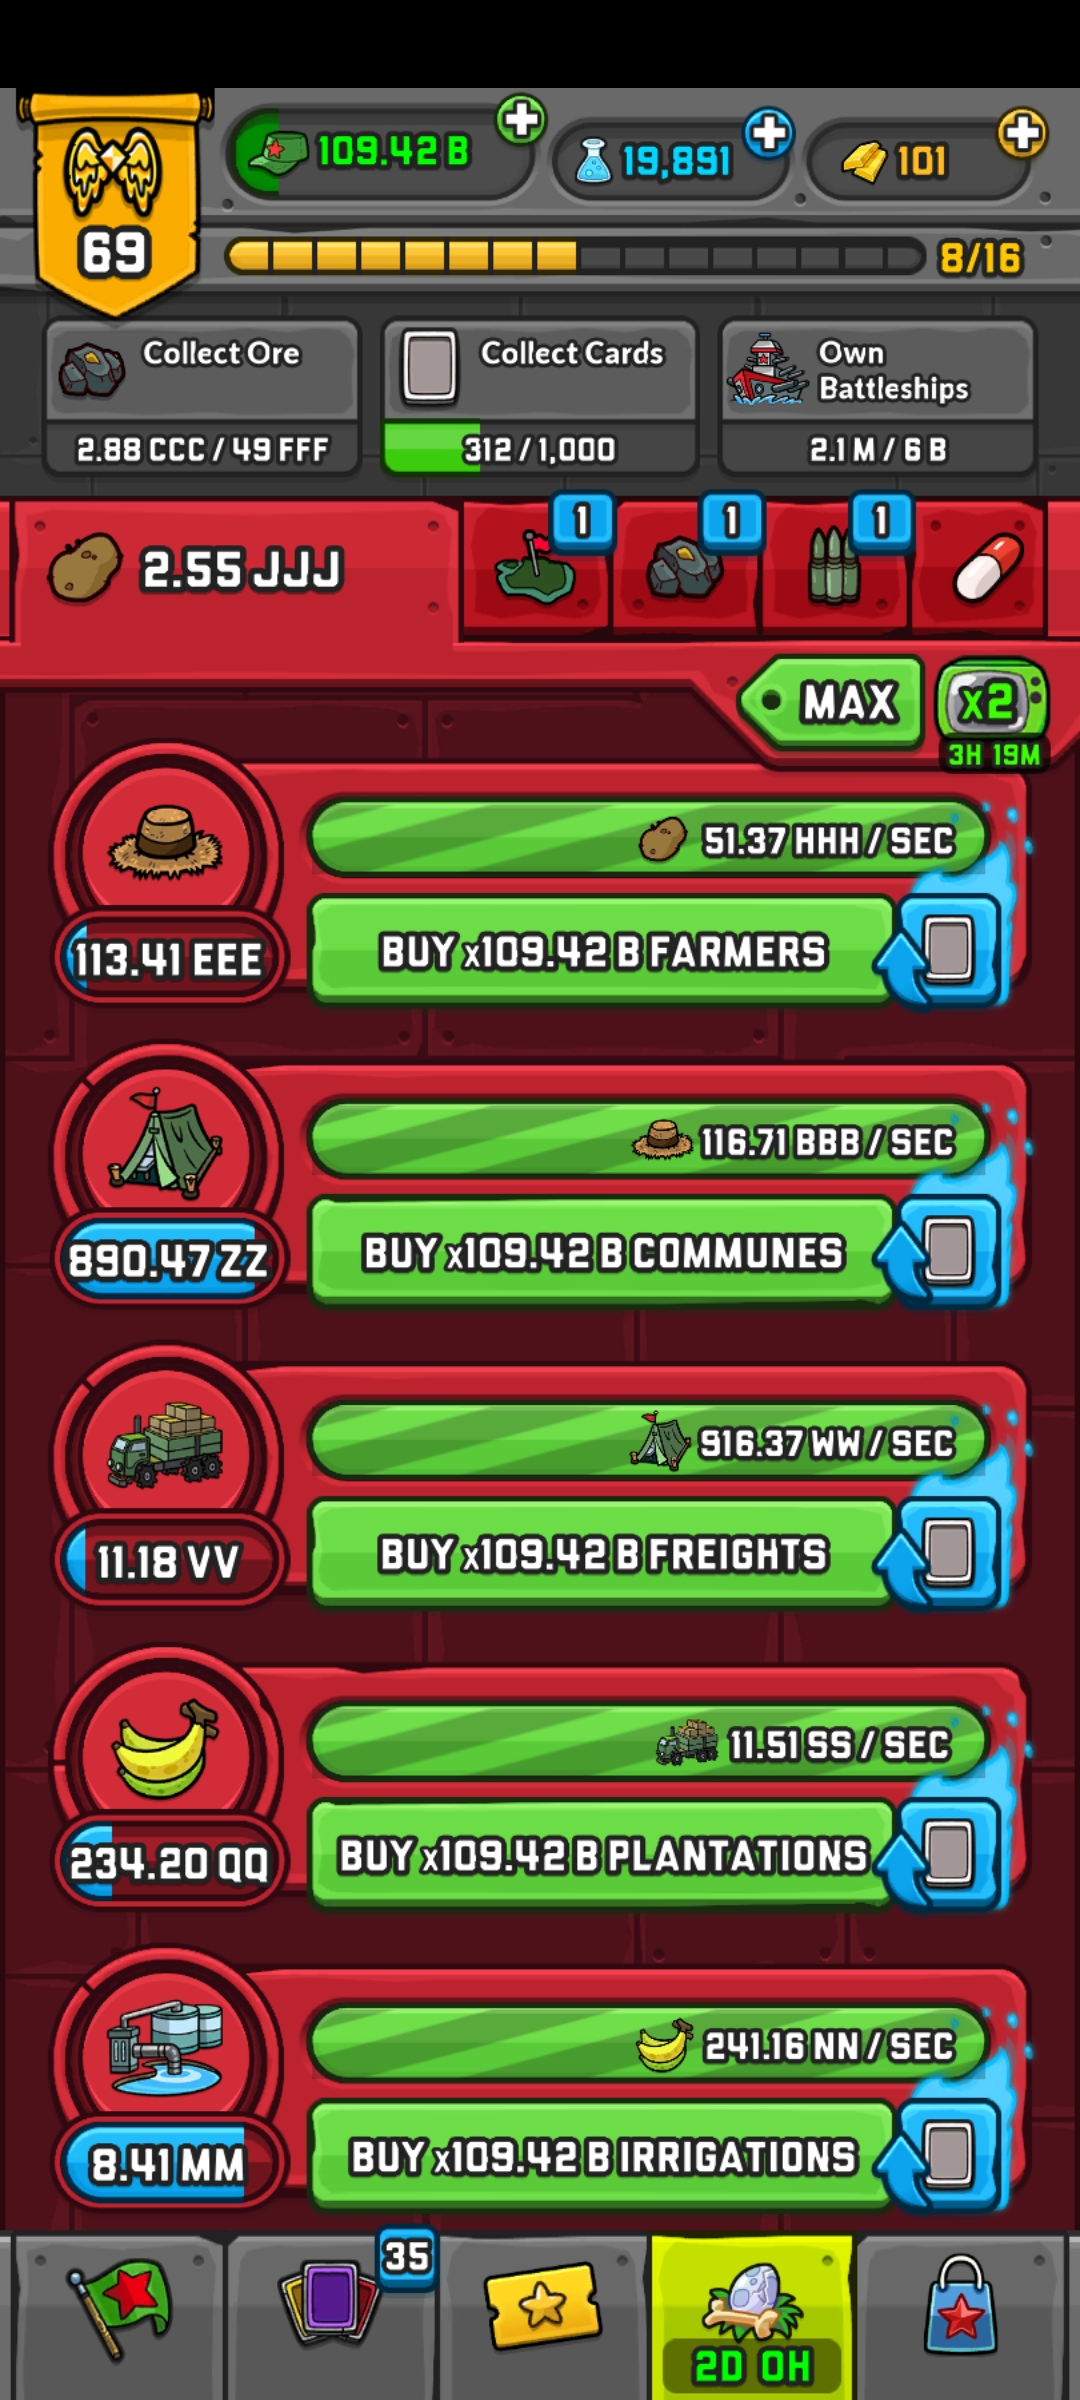 109.42 B
19,891
101
69
8/16
Collect Ore
2.88 CCC / 49 FFF
Collect Cards
312 / 1,000
Own
Battleships
2.1 M / 6 B
2.55 JJJ
1
1
1
MAX
x2
3H 19M
51.37 HHH / SEC
113.41 EEE
BUY x109.42 B FARMERS
116.71 BBB / SEC
890.47 ZZ
BUY x109.42 B COMMUNES
916.37 WW / SEC
11.18 VV
BUY x109.42 B FREIGHTS
11.51 SS / SEC
234.20 QQ
BUY x109.42 B PLANTATIONS
241.16 NN / SEC
8.41 MM
BUY x109.42 B IRRIGATIONS
35
2D 0H